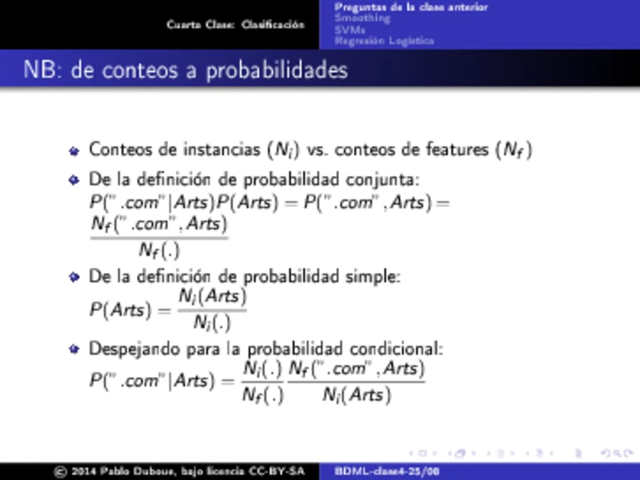 Cuarta Clase: Clasificación
Preguntas de la clase anterior
Smoothing
SVMs
Regresión Logística
NB: de conteos a probabilidades
Conteos de instancias (N_i) vs. conteos de features (N_f)
De la definición de probabilidad conjunta:
P(".com"|Arts)P(Arts) = P(".com",Arts) =
N_f(".com",Arts)
N_f(.)
De la definición de probabilidad simple:
P(Arts) = N_i(Arts)
N_i(.)
Despejando para la probabilidad condicional:
P(".com"|Arts) = N_i(.) N_f(".com",Arts)
N_f(.) N_i(Arts)
© 2014 Pablo Duboue, bajo licencia CC-BY-SA
BDML-clase4-25/08